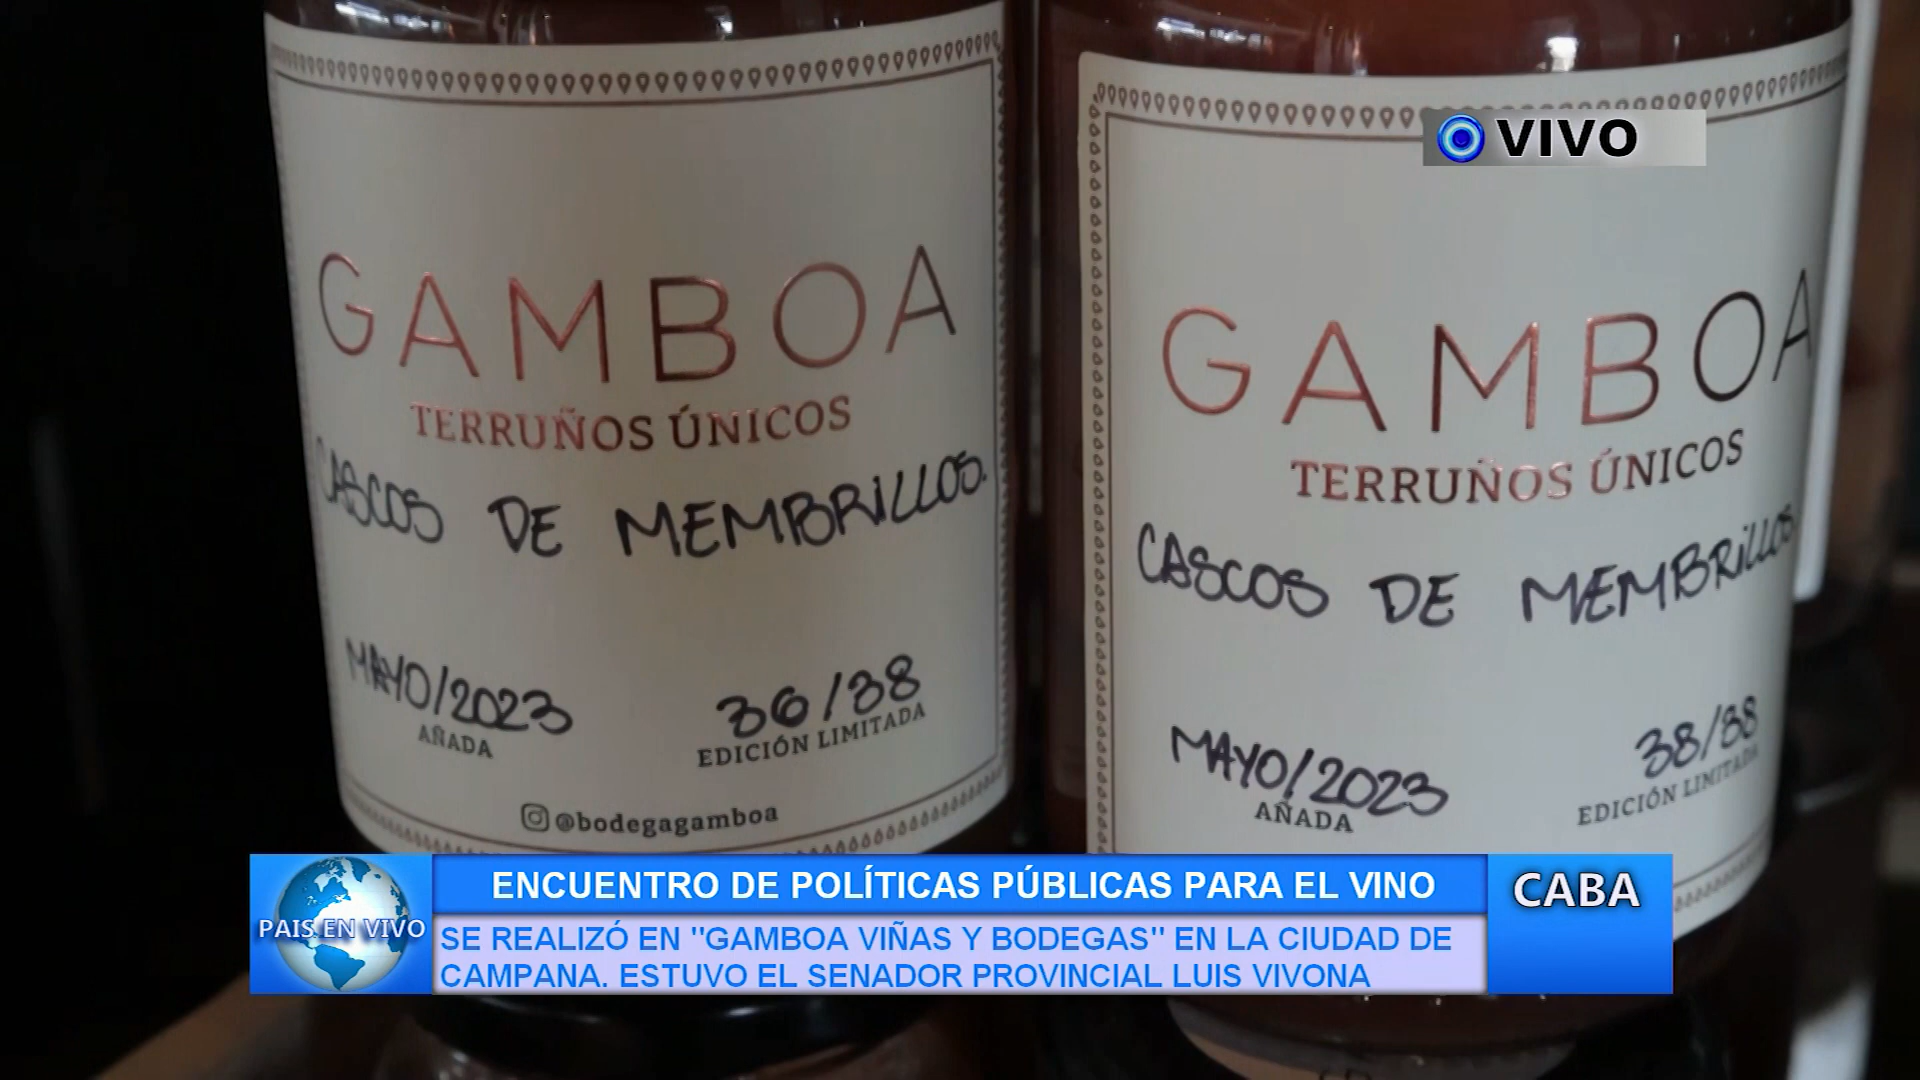 GAMBOA
TERRUÑOS ÚNICOS
CASCOS DE MEMBRILLOS.
MAYO/2023
AÑADA
36/38
EDICIÓN LIMITADA
@bodegagamboa
GAMBOA
TERRUÑOS ÚNICOS
CASCOS DE MEMBRILLOS
MAYO/2023
AÑADA
38/38
EDICIÓN LIMITADA
VIVO
PAIS EN VIVO
ENCUENTRO DE POLÍTICAS PÚBLICAS PARA EL VINO
SE REALIZÓ EN "GAMBOA VIÑAS Y BODEGAS" EN LA CIUDAD DE
CAMPANA. ESTUVO EL SENADOR PROVINCIAL LUIS VIVONA
CABA